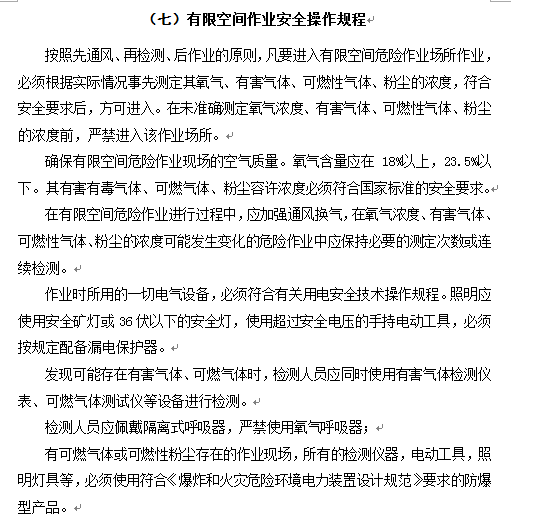 （七）有限空间作业安全操作规程
按照先通风、再检测、后作业的原则，凡要进入有限空间危险作业场所作业，
必须根据实际情况事先测定其氧气、有害气体、可燃性气体、粉尘的浓度，符合
安全要求后，方可进入。在未准确测定氧气浓度、有害气体、可燃性气体、粉尘
的浓度前，严禁进入该作业场所。
确保有限空间危险作业现场的空气质量。氧气含量应在 18%以上，23.5%以
下。其有害有毒气体、可燃气体、粉尘容许浓度必须符合国家标准的安全要求。
在有限空间危险作业进行过程中，应加强通风换气，在氧气浓度、有害气体、
可燃性气体、粉尘的浓度可能发生变化的危险作业中应保持必要的测定次数或连
续检测。
作业时所用的一切电气设备，必须符合有关用电安全技术操作规程。照明应
使用安全矿灯或 36 伏以下的安全灯，使用超过安全电压的手持电动工具，必须
按规定配备漏电保护器。
发现可能存在有害气体、可燃气体时，检测人员应同时使用有害气体检测仪
表、可燃气体测试仪等设备进行检测。
检测人员应佩戴隔离式呼吸器，严禁使用氧气呼吸器；
有可燃气体或可燃性粉尘存在的作业现场，所有的检测仪器，电动工具，照
明灯具等，必须使用符合《爆炸和火灾危险环境电力装置设计规范》要求的防爆
型产品。